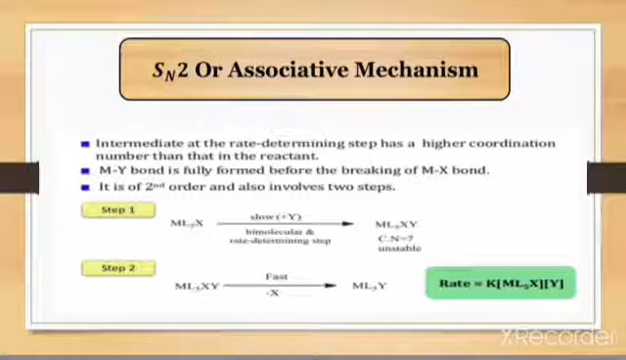 S_N2 Or Associative Mechanism
■ Intermediate at the rate-determining step has a higher coordination
number than that in the reactant.
■ M-Y bond is fully formed before the breaking of M-X bond.
■ It is of 2nd order and also involves two steps.
Step 1
ML₅X
slow (+Y)
bimolecular &
rate-determining step
ML₅XY
C.N=7
unstable
Step 2
ML₅XY
Fast
-X
ML₅Y
Rate = K[ML₅X][Y]
XRecorder